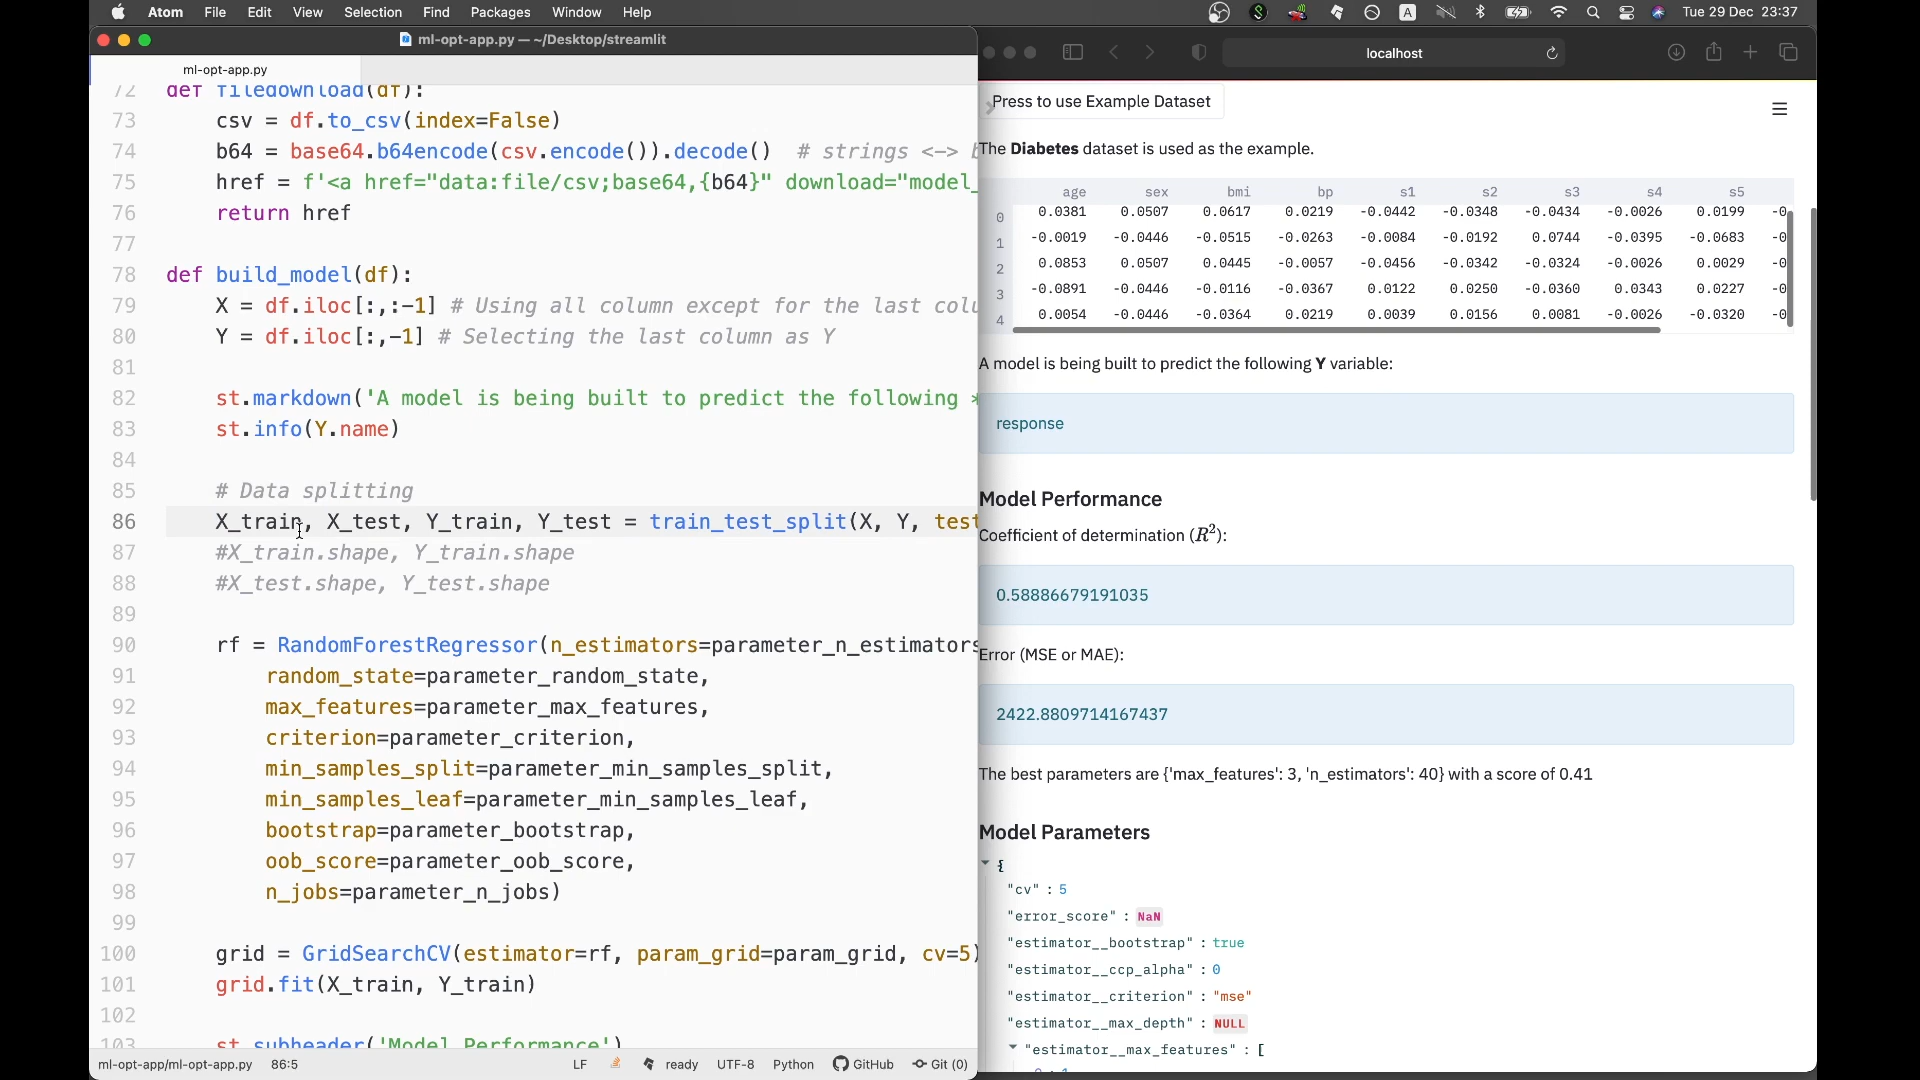 Atom File Edit View Selection Find Packages Window Help
A
Tue 29 Dec 23:37
ml-opt-app.py — ~/Desktop/streamlit
ml-opt-app.py
72 def filedownload(df):
73 csv = df.to_csv(index=False)
74 b64 = base64.b64encode(csv.encode()).decode() # strings <-> b
75 href = f'<a href="data:file/csv;base64,{b64}" download="model_
76 return href
77
78 def build_model(df):
79 X = df.iloc[:,:-1] # Using all column except for the last colu
80 Y = df.iloc[:,-1] # Selecting the last column as Y
81
82 st.markdown('A model is being built to predict the following *
83 st.info(Y.name)
84
85 # Data splitting
86 X_train, X_test, Y_train, Y_test = train_test_split(X, Y, test
87 #X_train.shape, Y_train.shape
88 #X_test.shape, Y_test.shape
89
90 rf = RandomForestRegressor(n_estimators=parameter_n_estimators
91 random_state=parameter_random_state,
92 max_features=parameter_max_features,
93 criterion=parameter_criterion,
94 min_samples_split=parameter_min_samples_split,
95 min_samples_leaf=parameter_min_samples_leaf,
96 bootstrap=parameter_bootstrap,
97 oob_score=parameter_oob_score,
98 n_jobs=parameter_n_jobs)
99
100 grid = GridSearchCV(estimator=rf, param_grid=param_grid, cv=5)
101 grid.fit(X_train, Y_train)
102
103 st.subheader('Model Performance')
ml-opt-app/ml-opt-app.py 86:5 LF ready UTF-8 Python GitHub Git (0)
localhost
Press to use Example Dataset
The Diabetes dataset is used as the example.
age sex bmi bp s1 s2 s3 s4 s5
0 0.0381 0.0507 0.0617 0.0219 -0.0442 -0.0348 -0.0434 -0.0026 0.0199 -0
1 -0.0019 -0.0446 -0.0515 -0.0263 -0.0084 -0.0192 0.0744 -0.0395 -0.0683 -0
2 0.0853 0.0507 0.0445 -0.0057 -0.0456 -0.0342 -0.0324 -0.0026 0.0029 -0
3 -0.0891 -0.0446 -0.0116 -0.0367 0.0122 0.0250 -0.0360 0.0343 0.0227 -0
4 0.0054 -0.0446 -0.0364 0.0219 0.0039 0.0156 0.0081 -0.0026 -0.0320 -0
A model is being built to predict the following Y variable:
response
Model Performance
Coefficient of determination (R²):
0.58886679191035
Error (MSE or MAE):
2422.8809714167437
The best parameters are {'max_features': 3, 'n_estimators': 40} with a score of 0.41
Model Parameters
{
"cv" : 5
"error_score" : NaN
"estimator__bootstrap" : true
"estimator__ccp_alpha" : 0
"estimator__criterion" : "mse"
"estimator__max_depth" : NULL
"estimator__max_features" : [